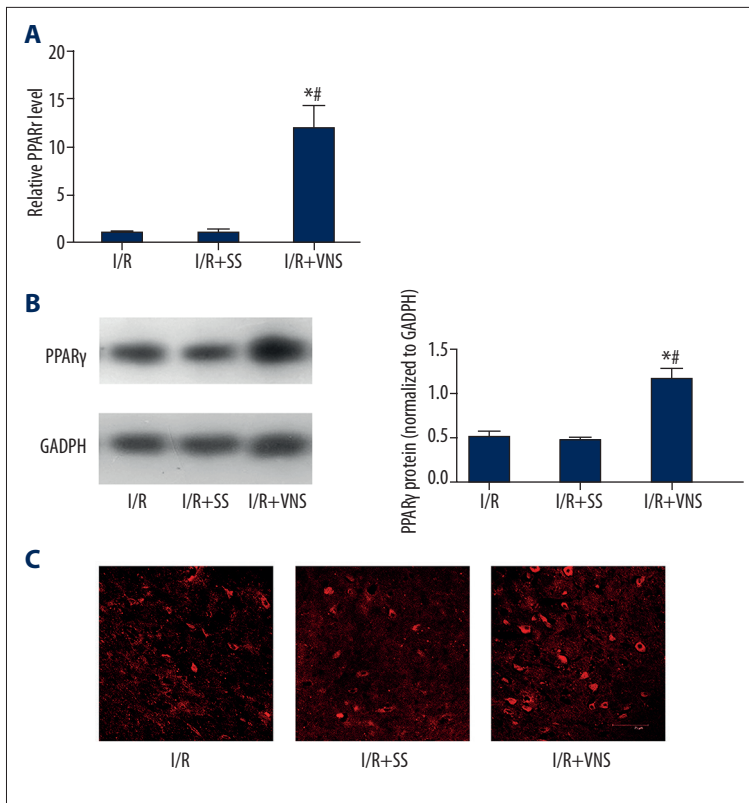 A
Relative PPARr level
20
15
10
5
0
*#
I/R
I/R+SS
I/R+VNS
B
PPARγ
GADPH
I/R
I/R+SS
I/R+VNS
PPARγ protein (normalized to GADPH)
1.5
1.0
0.5
0.0
*#
I/R
I/R+SS
I/R+VNS
C
I/R
I/R+SS
I/R+VNS